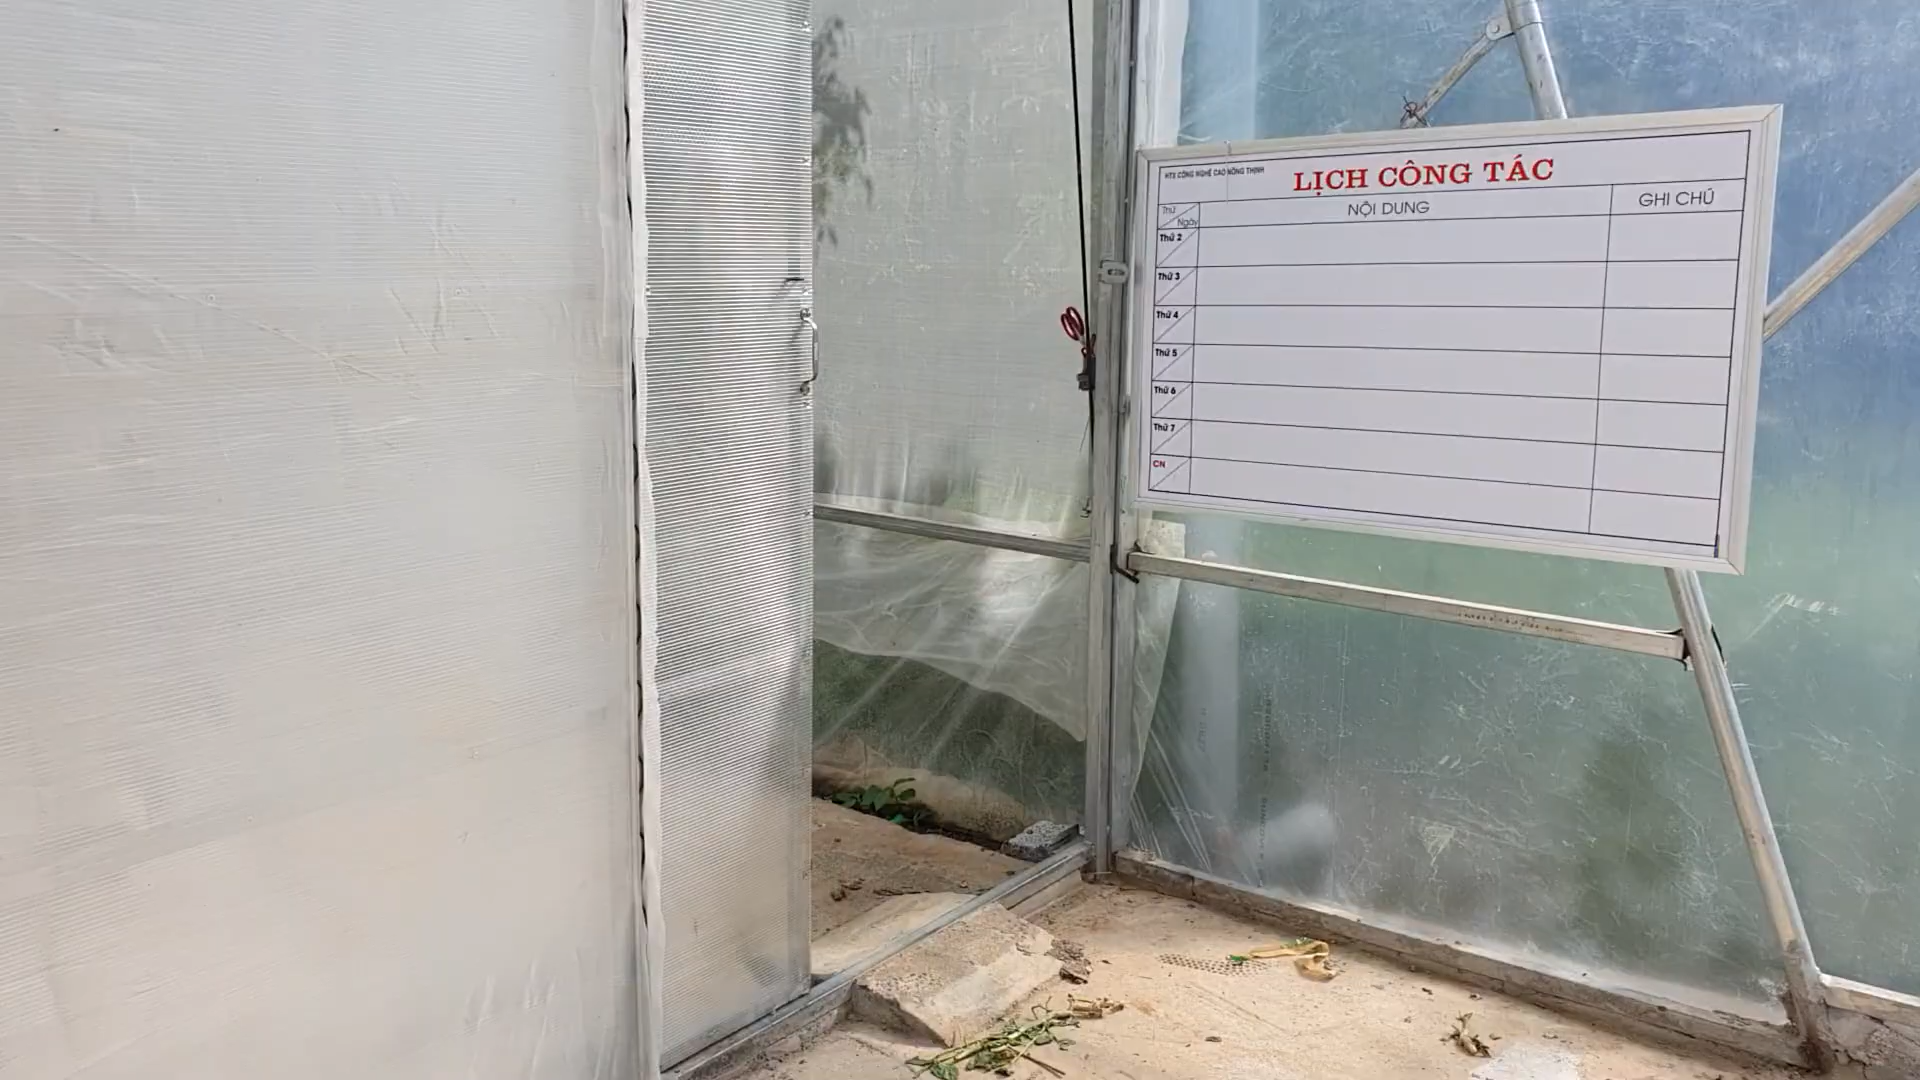 HTX CÔNG NGHỆ CAO NÔNG THỊNH
LỊCH CÔNG TÁC
Thứ
Ngày
NỘI DUNG
GHI CHÚ
Thứ 2
Thứ 3
Thứ 4
Thứ 5
Thứ 6
Thứ 7
CN